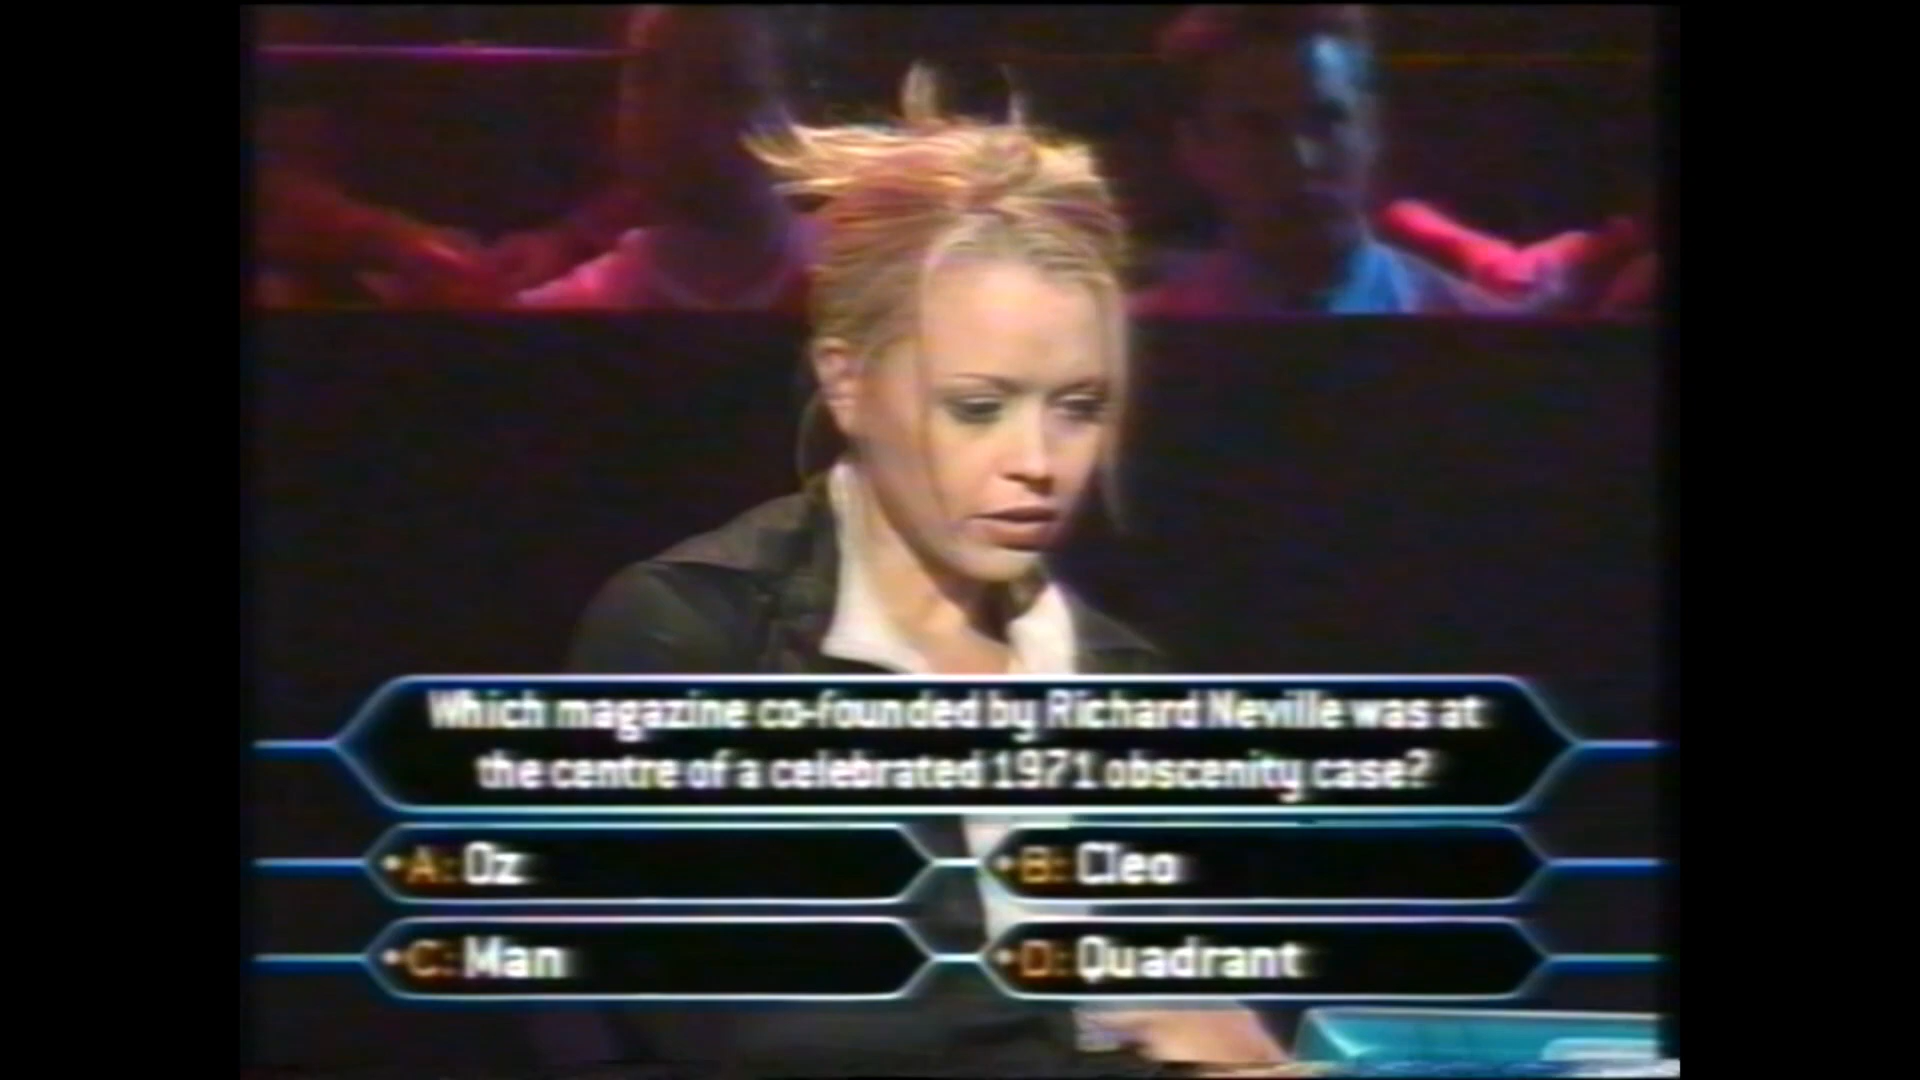 Which magazine co-founded by Richard Neville was at
the centre of a celebrated 1971 obscenity case?
•A: Oz
•B: Cleo
•C: Man
•D: Quadrant